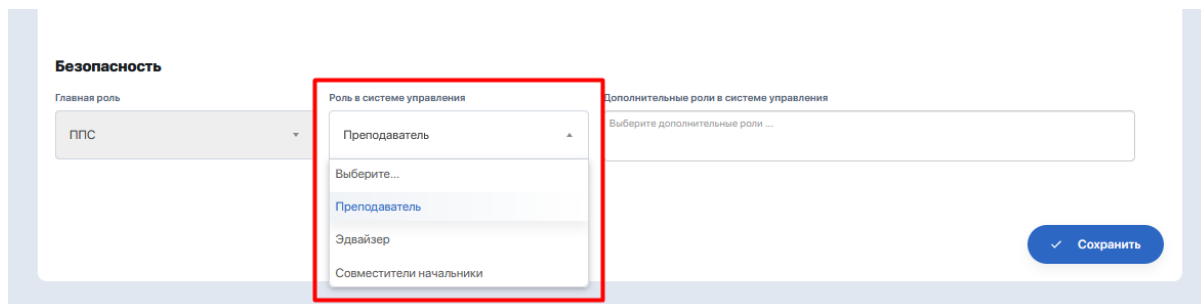 Безопасность
Главная роль
Роль в системе управления
Дополнительные роли в системе управления
ППС
Преподаватель
Выберите дополнительные роли ...
Выберите...
Преподаватель
Эдвайзер
Совместители начальники
Сохранить